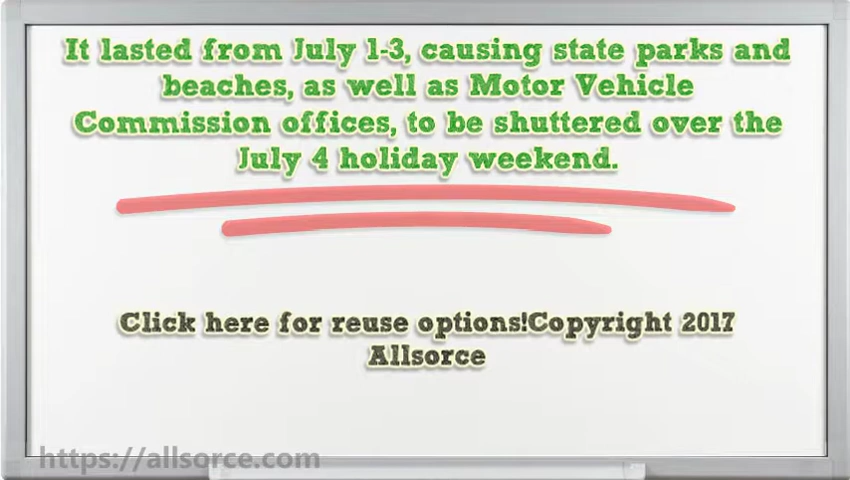 It lasted from July 1-3, causing state parks and
beaches, as well as Motor Vehicle
Commission offices, to be shuttered over the
July 4 holiday weekend.
Click here for reuse options!Copyright 2017
Allsorce
https://allsorce.com